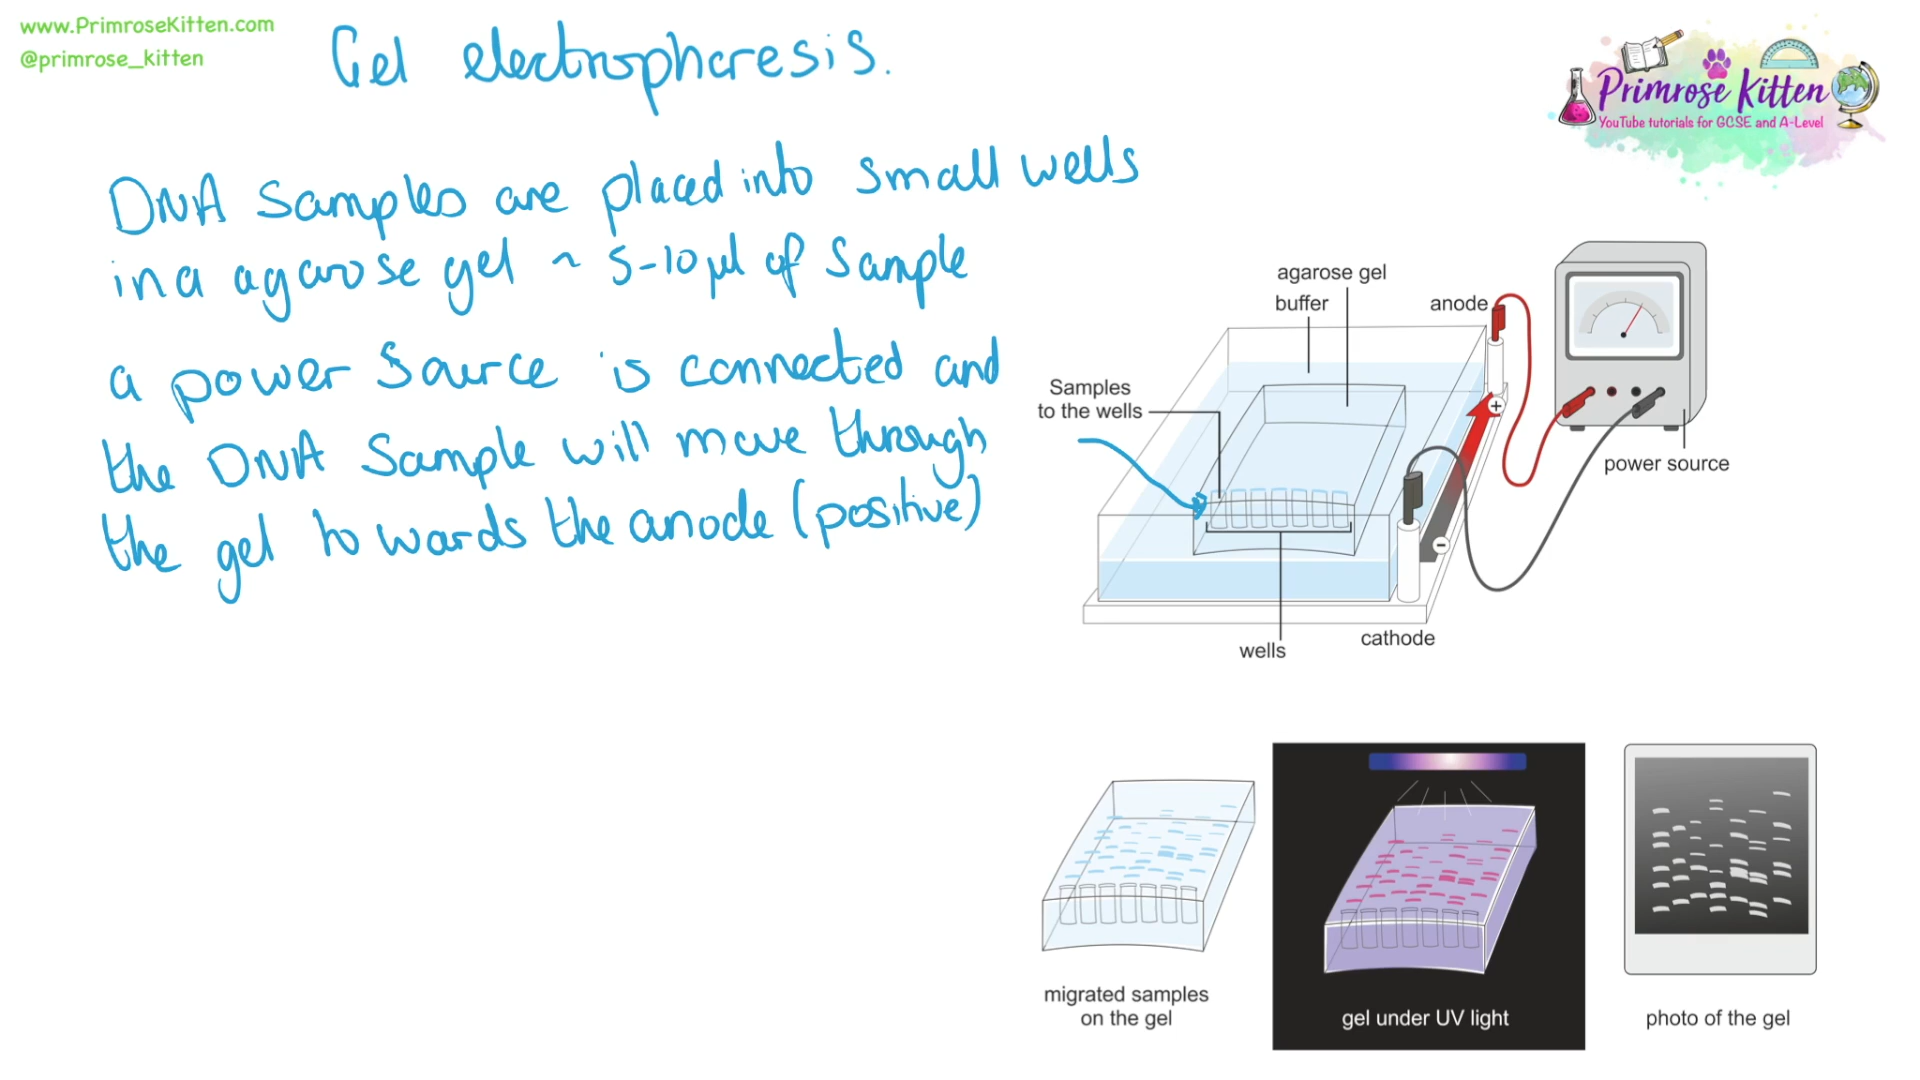 www.PrimroseKitten.com
@primrose_kitten
Gel electrophoresis.
Primrose Kitten
YouTube tutorials for GCSE and A-Level
DNA samples are placed into small wells
in a agarose gel ~ 5-10 µl of sample
a power source is connected and
the DNA sample will move through
the gel towards the anode (positive)
agarose gel
buffer
anode
Samples
to the wells
+
power source
-
cathode
wells
migrated samples
on the gel
gel under UV light
photo of the gel